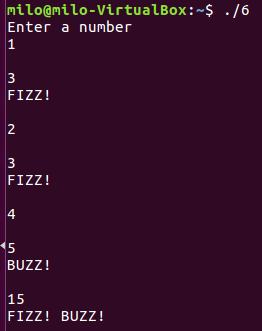 milo@milo-VirtualBox:~$ ./6
Enter a number
1
3
FIZZ!
2
3
FIZZ!
4
5
BUZZ!
15
FIZZ! BUZZ!